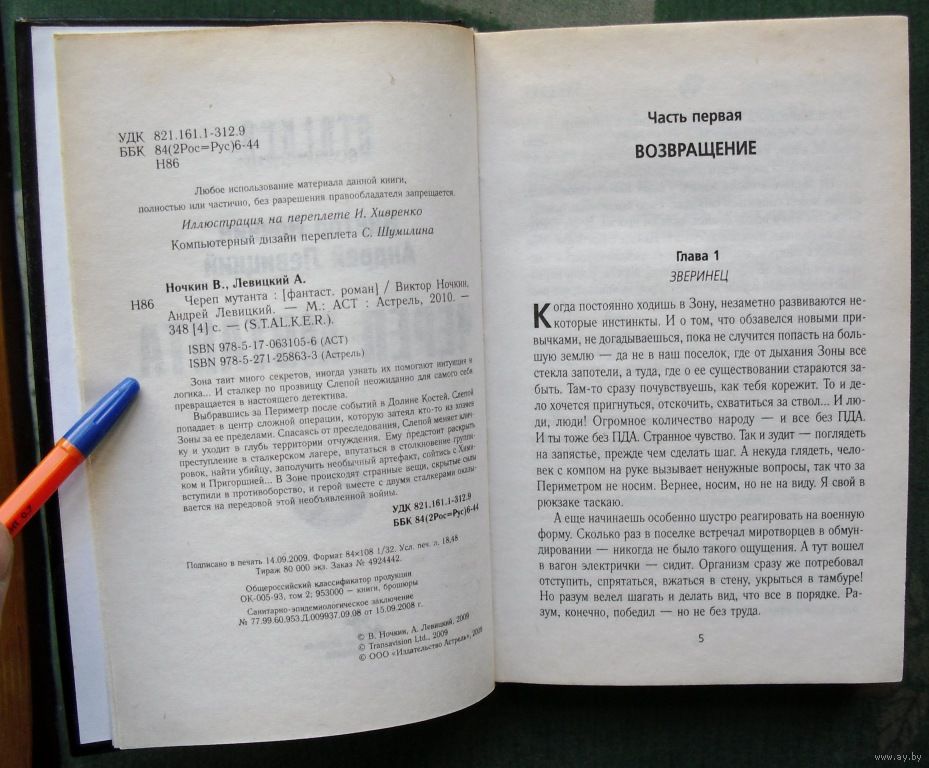 УДК 821.161.1-312.9
ББК 84(2Рос=Рус)6-44
Н86
Любое использование материала данной книги,
полностью или частично, без разрешения правообладателя запрещается.
Иллюстрация на переплете И. Хивренко
Компьютерный дизайн переплета С. Шумилина
Ночкин В., Левицкий А.
Н86 Череп мутанта : [фантаст. роман] / Виктор Ночкин,
Андрей Левицкий. — М.: АСТ : Астрель, 2010. —
348 [4] с. — (S.T.A.L.K.E.R.).
ISBN 978-5-17-063105-6 (АСТ)
ISBN 978-5-271-25863-3 (Астрель)
Зона таит много секретов, иногда узнать их помогают интуиция и
логика... И сталкер по прозвищу Слепой неожиданно для самого себя
превращается в настоящего детектива.
Выбравшись за Периметр после событий в Долине Костей, Слепой
попадает в центр сложной операции, которую затеял кто-то из хозяев
Зоны за ее пределами. Спасаясь от преследования, Слепой меняет клич-
ку и уходит в глубь территории отчуждения. Ему предстоит раскрыть
преступление в сталкерском лагере, впутаться в столкновение группи-
ровок, найти убийцу, заполучить необычный артефакт, сойтись с Хими-
ком и Пригоршней... В Зоне происходят странные вещи, скрытые силы
вступили в противоборство, и герой вместе с двумя сталкерами оказы-
вается на передовой этой необъявленной войны.
УДК 821.161.1-312.9
ББК 84(2Рос=Рус)6-44
Подписано в печать 14.09.2009. Формат 84×108 1/32. Усл. печ. л. 18,48
Тираж 80 000 экз. Заказ № 4924442.
Общероссийский классификатор продукции
ОК-005-93, том 2; 953000 — книги, брошюры
Санитарно-эпидемиологическое заключение
№ 77.99.60.953.Д.009937.09.08 от 15.09.2008 г.
© В. Ночкин, А. Левицкий, 2009
© Transavision Ltd., 2009
© ООО «Издательство Астрель», 2009
Часть первая
ВОЗВРАЩЕНИЕ
Глава 1
ЗВЕРИНЕЦ
Когда постоянно ходишь в Зону, незаметно развиваются не-
которые инстинкты. И о том, что обзавелся новыми при-
вычками, не догадываешься, пока не случится попасть на боль-
шую землю — да не в наш поселок, где от дыхания Зоны все
стекла запотели, а туда, где о ее существовании стараются за-
быть. Там-то сразу почувствуешь, как тебя корежит. То и де-
ло хочется пригнуться, отскочить, схватиться за ствол... И лю-
ди, люди! Огромное количество народу — и все без ПДА.
И ты тоже без ПДА. Странное чувство. Так и зудит — поглядеть
на запястье, прежде чем сделать шаг. А некуда глядеть, чело-
век с компом на руке вызывает ненужные вопросы, так что за
Периметром не носим. Вернее, носим, но не на виду. Я свой в
рюкзаке таскаю.
А еще начинаешь особенно шустро реагировать на военную
форму. Сколько раз в поселке встречал миротворцев в обмун-
дировании — никогда не было такого ощущения. А тут вошел
в вагон электрички — сидит. Организм сразу же потребовал
отступить, спрятаться, вжаться в стену, укрыться в тамбуре!
Но разум велел шагать и делать вид, что все в порядке. Ра-
зум, конечно, победил — но не без труда.
5
www.ay.by